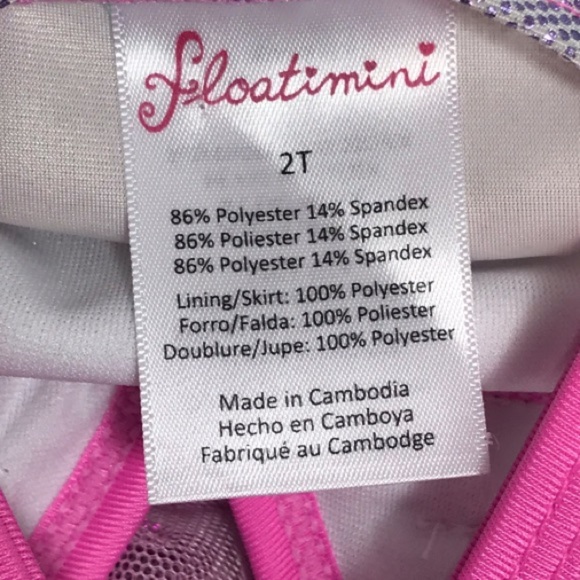 floatimini
2T
86% Polyester 14% Spandex
86% Poliester 14% Spandex
86% Polyester 14% Spandex
Lining/Skirt: 100% Polyester
Forro/Falda: 100% Poliester
Doublure/Jupe: 100% Polyester
Made in Cambodia
Hecho en Camboya
Fabriqué au Cambodge